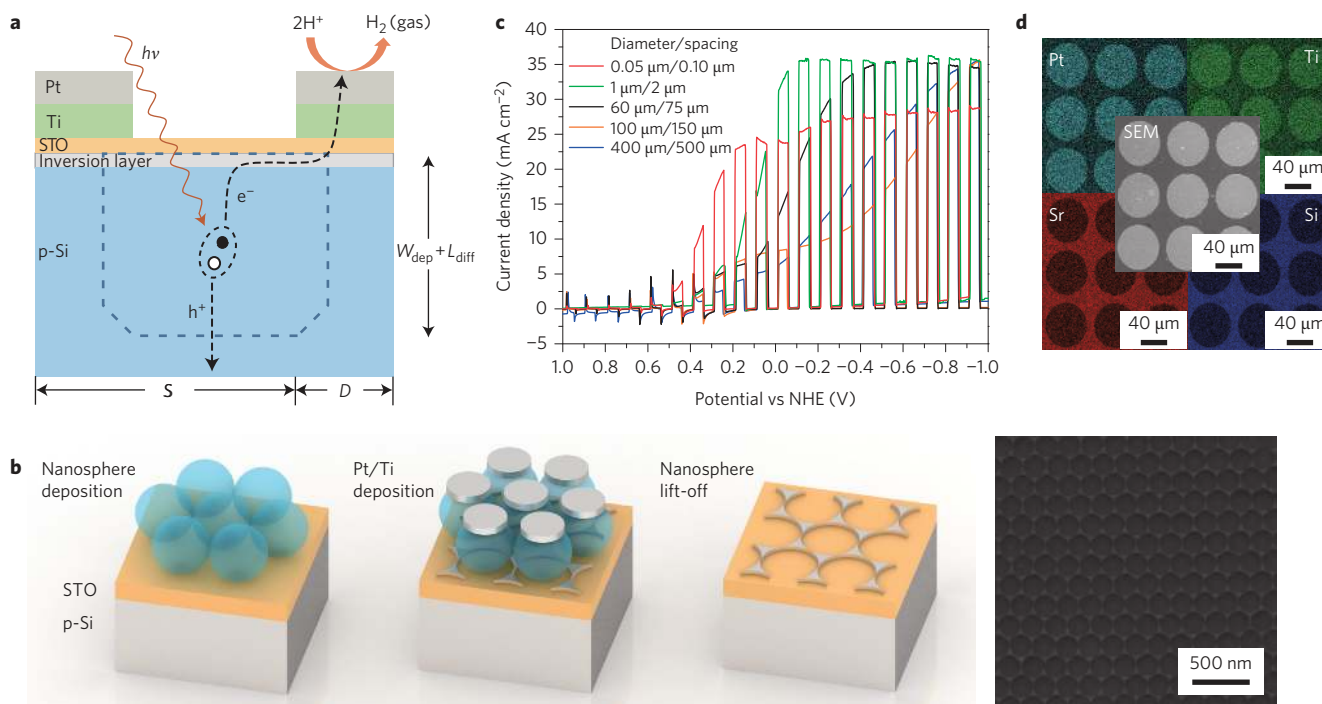 a
2H⁺
H₂ (gas)
hν
Pt
Ti
STO
Inversion layer
e⁻
p-Si
W_dep + L_diff
h⁺
S
D
c
Current density (mA cm⁻²)
40
35
30
25
20
15
10
5
0
−5
Diameter/spacing
0.05 µm/0.10 µm
1 µm/2 µm
60 µm/75 µm
100 µm/150 µm
400 µm/500 µm
1.0 0.8 0.6 0.4 0.2 0.0 −0.2 −0.4 −0.6 −0.8 −1.0
Potential vs NHE (V)
d
Pt
Ti
SEM
40 µm
Sr
Si
40 µm
40 µm
40 µm
b
Nanosphere
deposition
Pt/Ti
deposition
Nanosphere
lift-off
STO
p-Si
500 nm